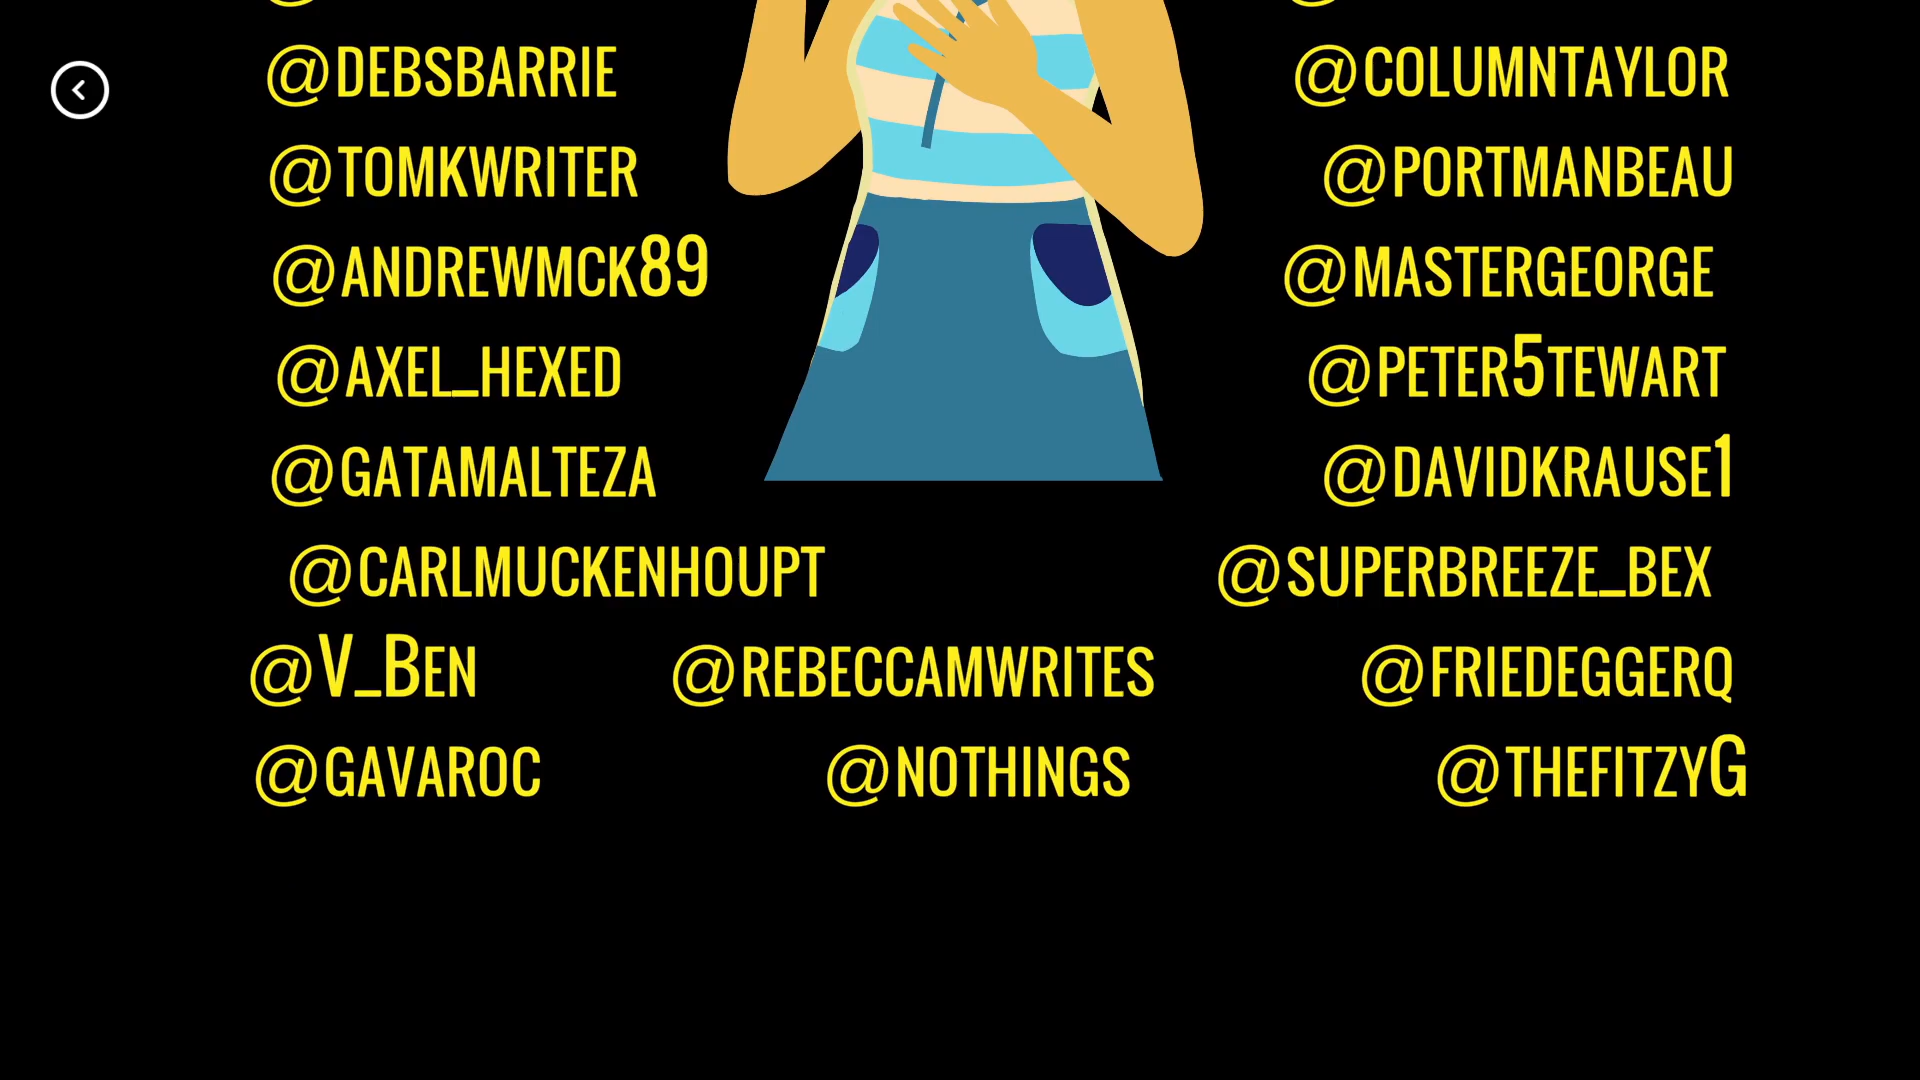 @DEBSBARRIE @COLUMNTAYLOR
@TOMKWRITER @PORTMANBEAU
@ANDREWMCK89 @MASTERGEORGE
@AXEL_HEXED @PETER5TEWART
@GATAMALTEZA @DAVIDKRAUSE1
@CARLMUCKENHOUPT @SUPERBREEZE_BEX
@V_BEN @REBECCAMWRITES @FRIEDEGGERQ
@GAVAROC @NOTHINGS @THEFITZYG